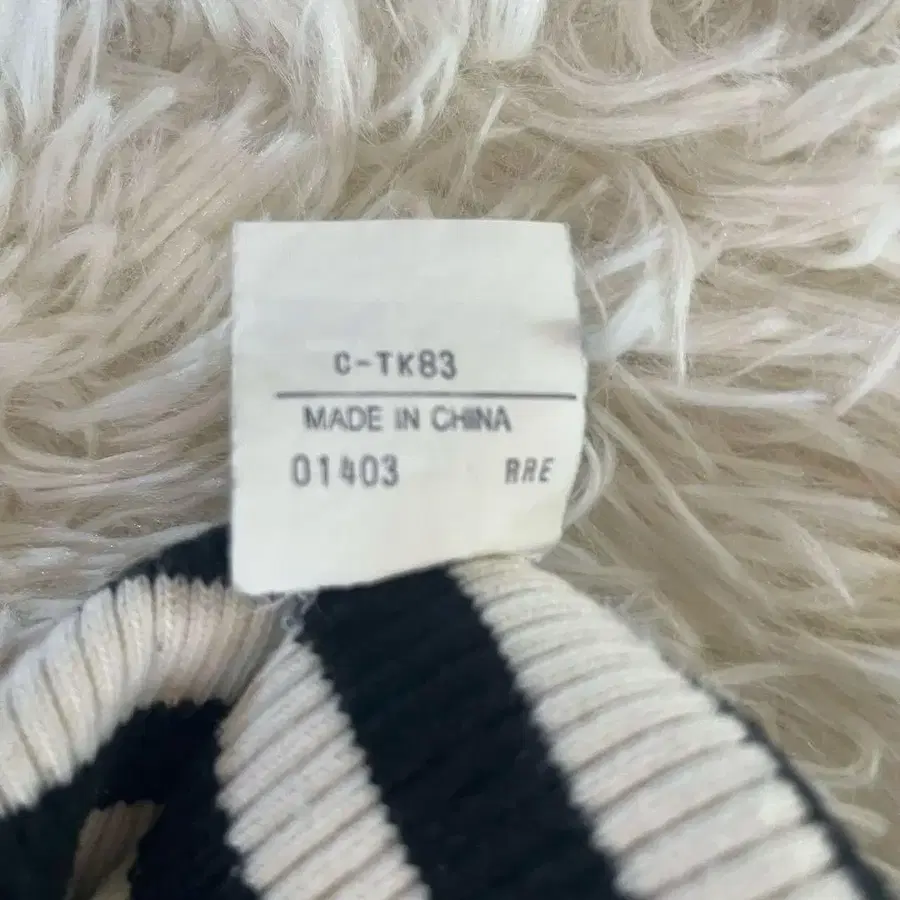 C-TK83
MADE IN CHINA
01403 RRE